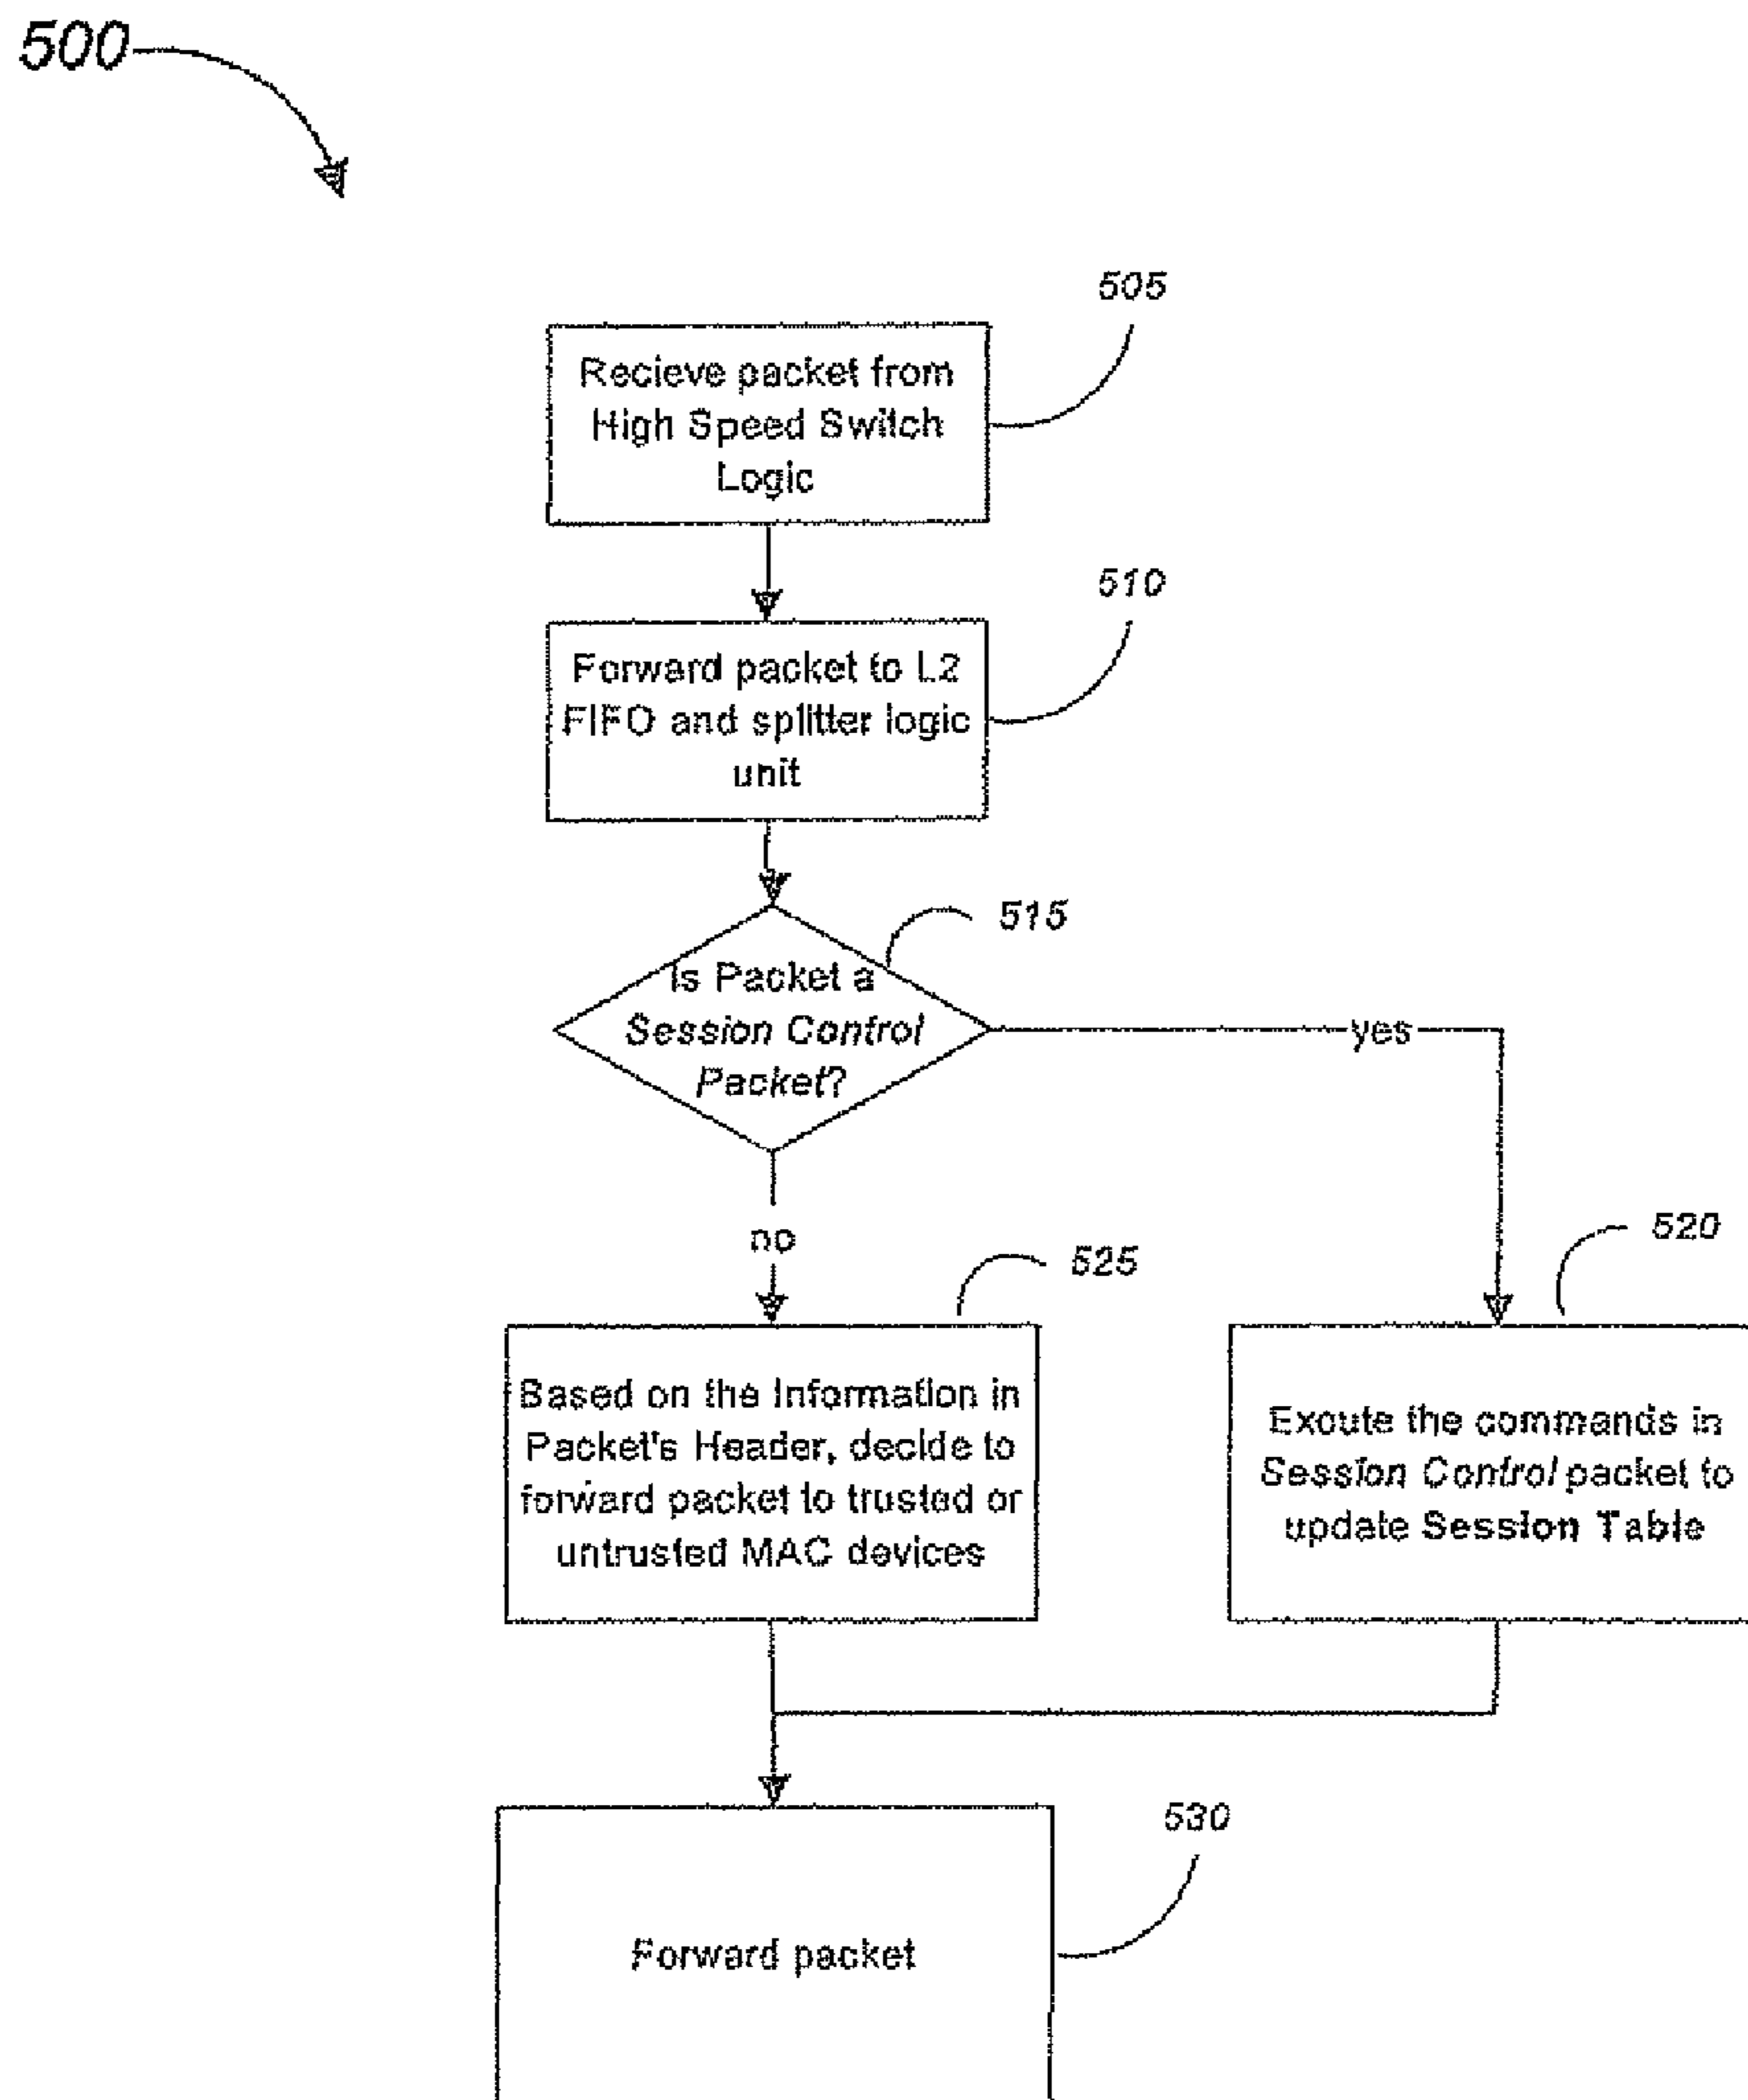 500
505
Recieve packet from
High Speed Switch
Logic
510
Forward packet to L2
FIFO and splitter logic
unit
515
Is Packet a
Session Control
Packet?
yes
no
525
520
Based on the Information in
Packet's Header, decide to
forward packet to trusted or
untrusted MAC devices
Exoute the commands in
Session Control packet to
update Session Table
530
Forward packet